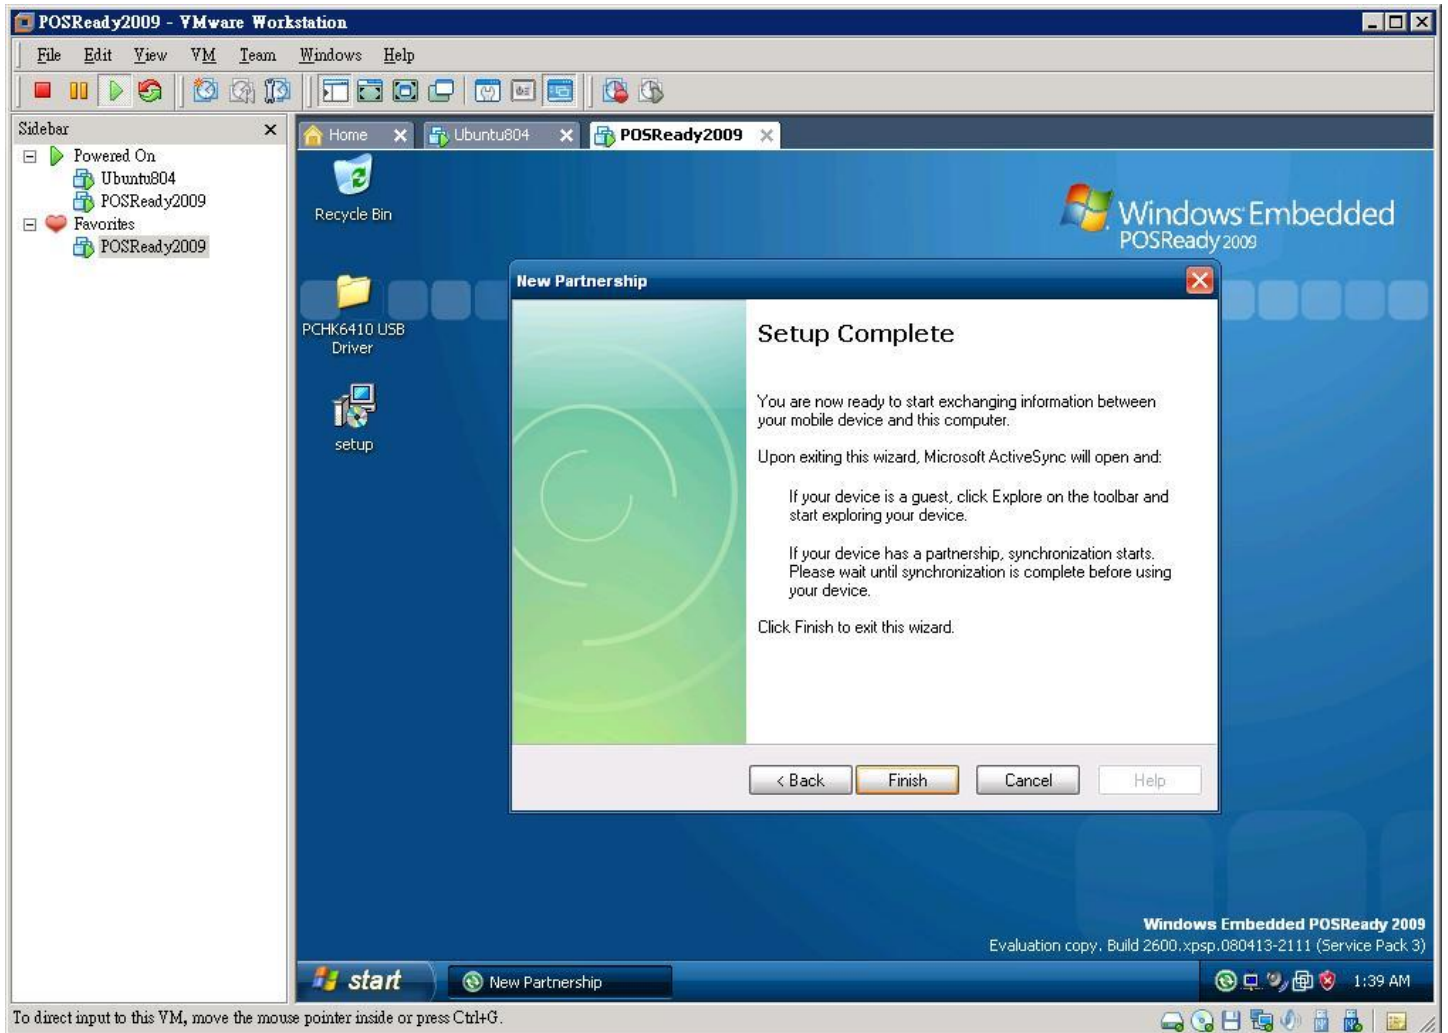 POSReady2009 - VMware Workstation
File Edit View VM Team Windows Help
Sidebar
Powered On
Ubuntu804
POSReady2009
Favorites
POSReady2009
Home Ubuntu804 POSReady2009
Recycle Bin
Windows Embedded
POSReady 2009
PCHK6410 USB
Driver
setup
New Partnership
Setup Complete
You are now ready to start exchanging information between
your mobile device and this computer.
Upon exiting this wizard, Microsoft ActiveSync will open and:
If your device is a guest, click Explore on the toolbar and
start exploring your device.
If your device has a partnership, synchronization starts.
Please wait until synchronization is complete before using
your device.
Click Finish to exit this wizard.
< Back Finish Cancel Help
Windows Embedded POSReady 2009
Evaluation copy. Build 2600.xpsp.080413-2111 (Service Pack 3)
start New Partnership 1:39 AM
To direct input to this VM, move the mouse pointer inside or press Ctrl+G.